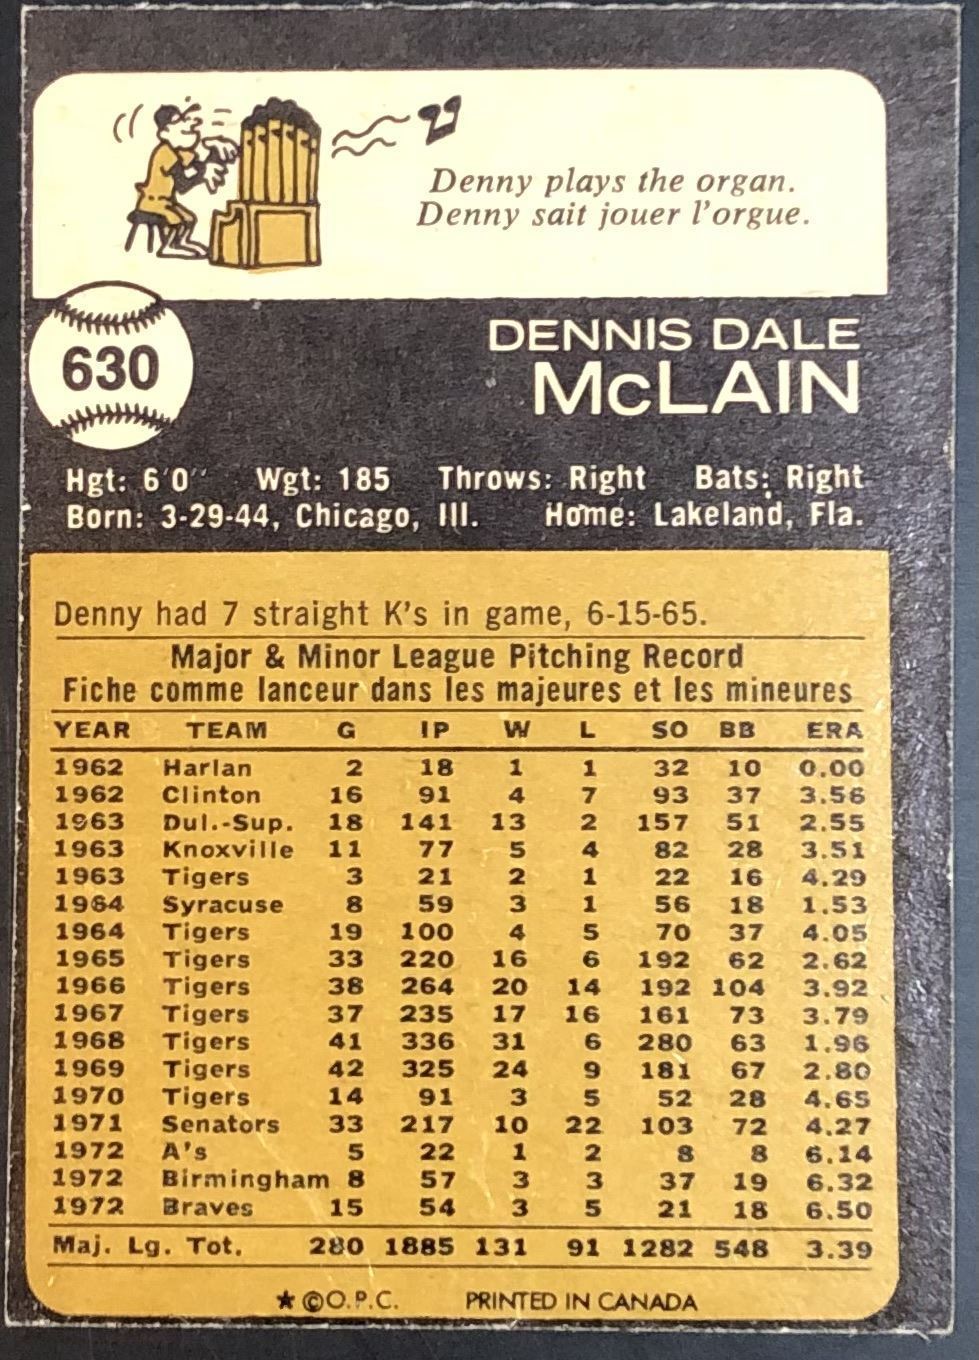 Denny plays the organ.
Denny sait jouer l'orgue.
630
DENNIS DALE
McLAIN
Hgt: 6'0" Wgt: 185 Throws: Right Bats: Right
Born: 3-29-44, Chicago, Ill. Home: Lakeland, Fla.
Denny had 7 straight K's in game, 6-15-65.
Major & Minor League Pitching Record
Fiche comme lanceur dans les majeures et les mineures
YEAR TEAM G IP W L SO BB ERA
1962 Harlan 2 18 1 1 32 10 0.00
1962 Clinton 16 91 4 7 93 37 3.56
1963 Dul.-Sup. 18 141 13 2 157 51 2.55
1963 Knoxville 11 77 5 4 82 28 3.51
1963 Tigers 3 21 2 1 22 16 4.29
1964 Syracuse 8 59 3 1 56 18 1.53
1964 Tigers 19 100 4 5 70 37 4.05
1965 Tigers 33 220 16 6 192 62 2.62
1966 Tigers 38 264 20 14 192 104 3.92
1967 Tigers 37 235 17 16 161 73 3.79
1968 Tigers 41 336 31 6 280 63 1.96
1969 Tigers 42 325 24 9 181 67 2.80
1970 Tigers 14 91 3 5 52 28 4.65
1971 Senators 33 217 10 22 103 72 4.27
1972 A's 5 22 1 2 8 8 6.14
1972 Birmingham 8 57 3 3 37 19 6.32
1972 Braves 15 54 3 5 21 18 6.50
Maj. Lg. Tot. 280 1885 131 91 1282 548 3.39
★ ©O.P.C. PRINTED IN CANADA